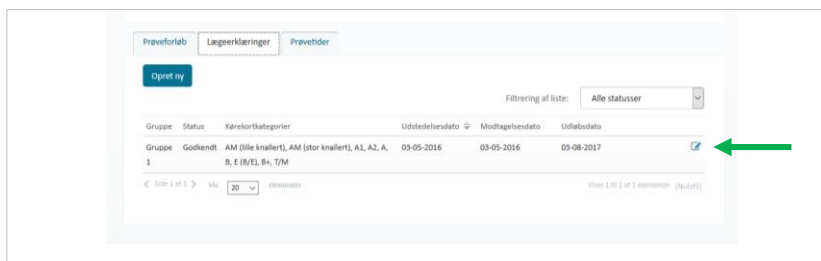 Prøveforløb Lægeerklæringer Prøvetider
Opret ny
Filtrering af liste: Alle statusser
Gruppe Status Kørekortkategorier Udstedelsesdato Modtagelsesdato Udløbsdato
Gruppe Godkendt AM (lille knallert), AM (stor knallert), A1, A2, A, 03-05-2016 03-05-2016 03-08-2017
1 B, E (B/E), B+, T/M
Side 1 af 1 Vis 20 elementer Viser 1 til 1 af 1 elementer (Nulstil)